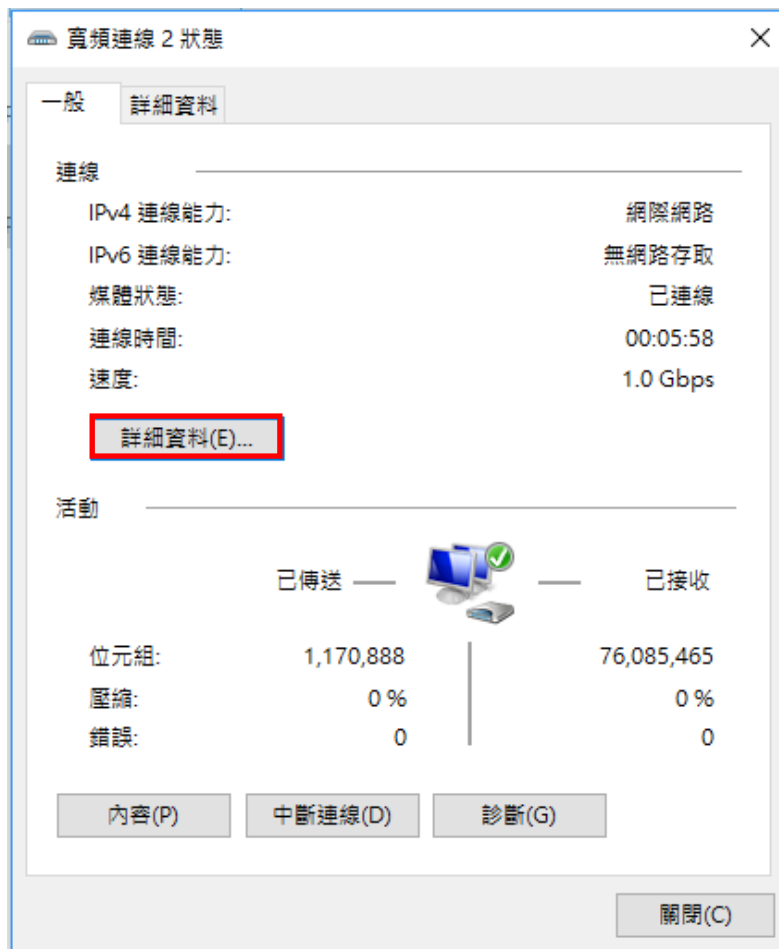 寬頻連線 2 狀態
一般 詳細資料
連線
IPv4 連線能力: 網際網路
IPv6 連線能力: 無網路存取
媒體狀態: 已連線
連線時間: 00:05:58
速度: 1.0 Gbps
詳細資料(E)...
活動
已傳送 已接收
位元組: 1,170,888 76,085,465
壓縮: 0 % 0 %
錯誤: 0 0
內容(P) 中斷連線(D) 診斷(G)
關閉(C)